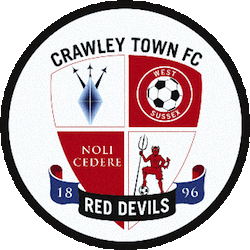 CRAWLEY TOWN FC
WEST
SUSSEX
NOLI
CEDERE
18 96
RED DEVILS